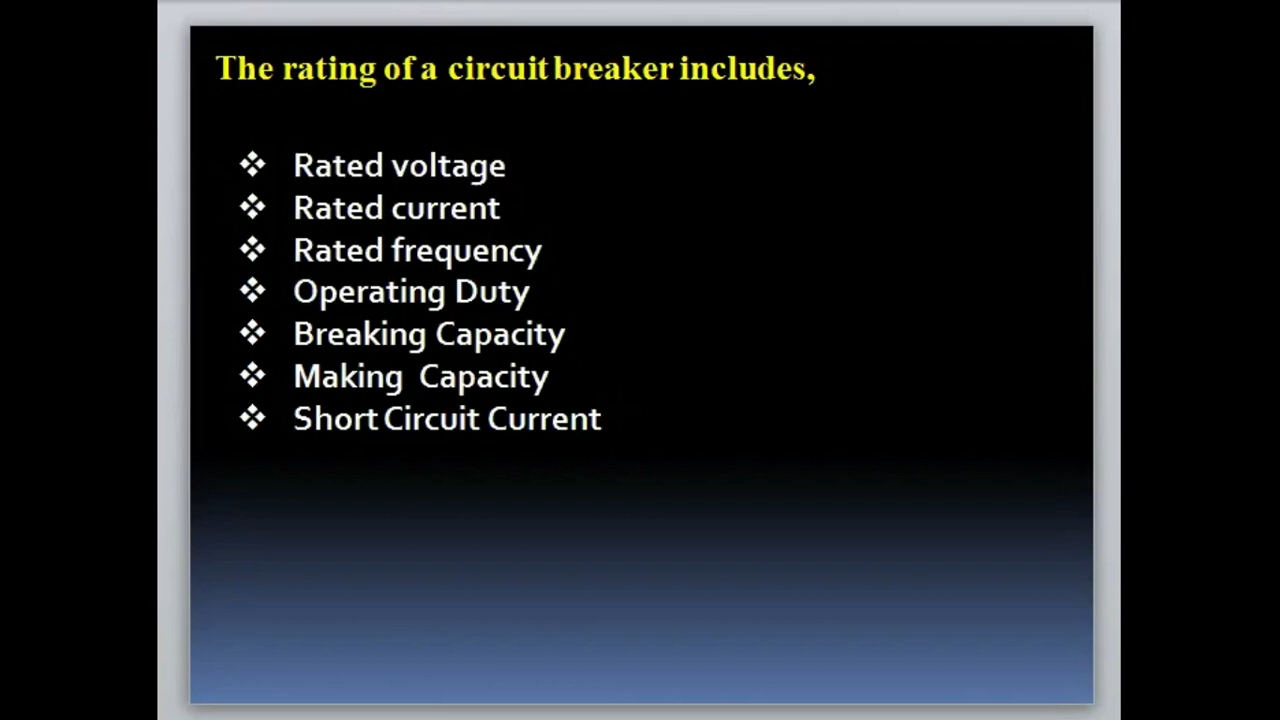 The rating of a circuit breaker includes,
❖ Rated voltage
❖ Rated current
❖ Rated frequency
❖ Operating Duty
❖ Breaking Capacity
❖ Making Capacity
❖ Short Circuit Current